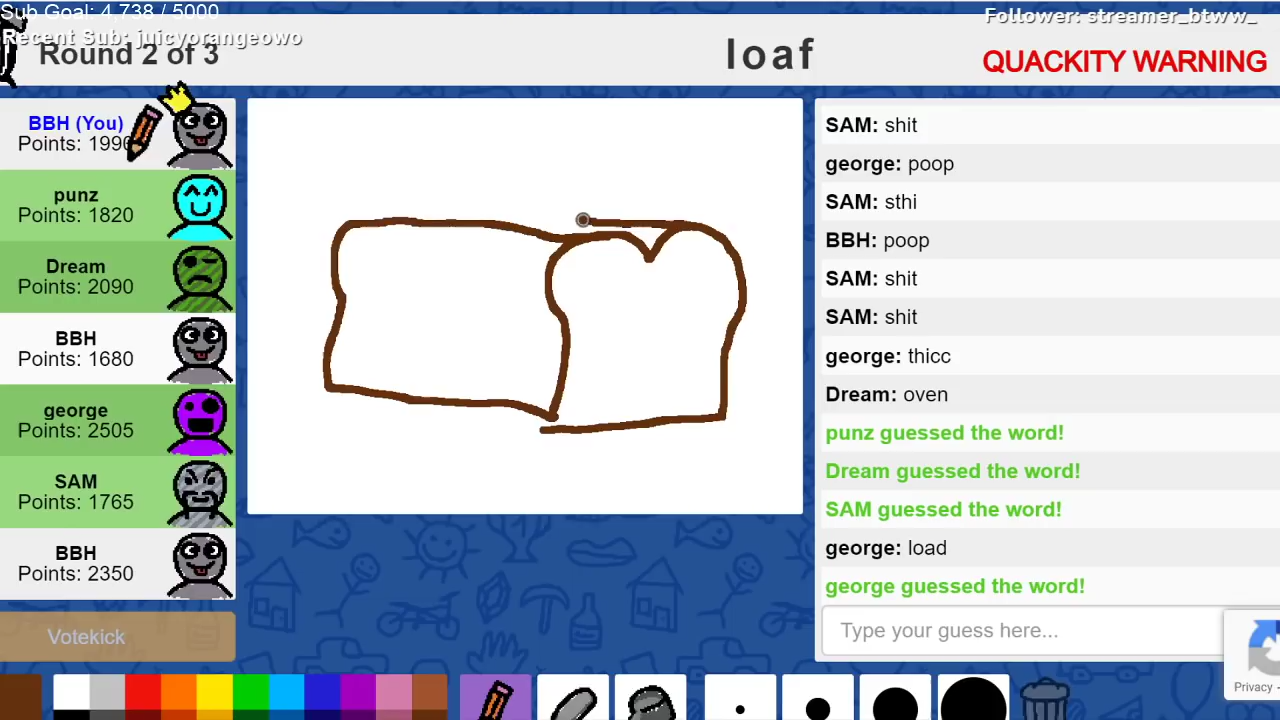 Sub Goal: 4,738 / 5000
Follower: streamer_btww_
Recent Sub: juicyorangeowo
Round 2 of 3
loaf
QUACKITY WARNING
BBH (You)
Points: 1990
punz
Points: 1820
Dream
Points: 2090
BBH
Points: 1680
george
Points: 2505
SAM
Points: 1765
BBH
Points: 2350
Votekick
SAM: shit
george: poop
SAM: sthi
BBH: poop
SAM: shit
SAM: shit
george: thicc
Dream: oven
punz guessed the word!
Dream guessed the word!
SAM guessed the word!
george: load
george guessed the word!
Type your guess here...
Privacy -